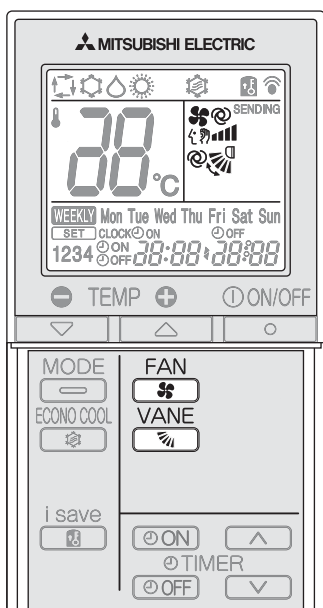 MITSUBISHI ELECTRIC
SENDING
88°C
WEEKLY Mon Tue Wed Thu Fri Sat Sun
SET CLOCK ON OFF
1234 ON OFF 88:88 88:88
TEMP ON/OFF
MODE FAN
ECONO COOL VANE
i save
ON
TIMER
OFF